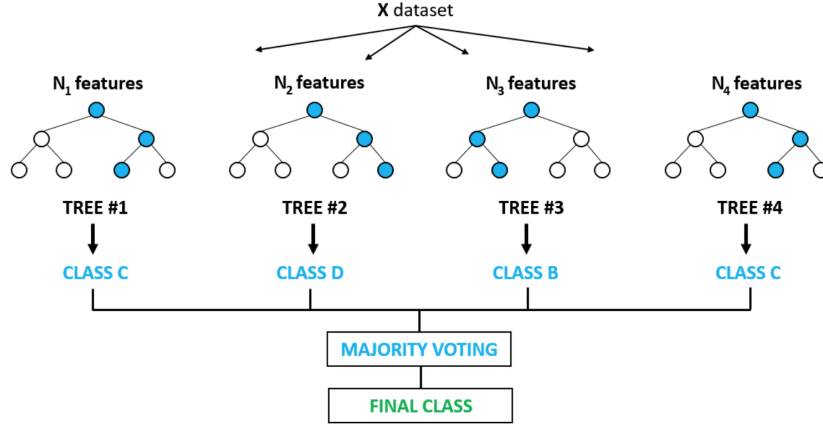 X dataset
N₁ features
N₂ features
N₃ features
N₄ features
TREE #1
TREE #2
TREE #3
TREE #4
CLASS C
CLASS D
CLASS B
CLASS C
MAJORITY VOTING
FINAL CLASS